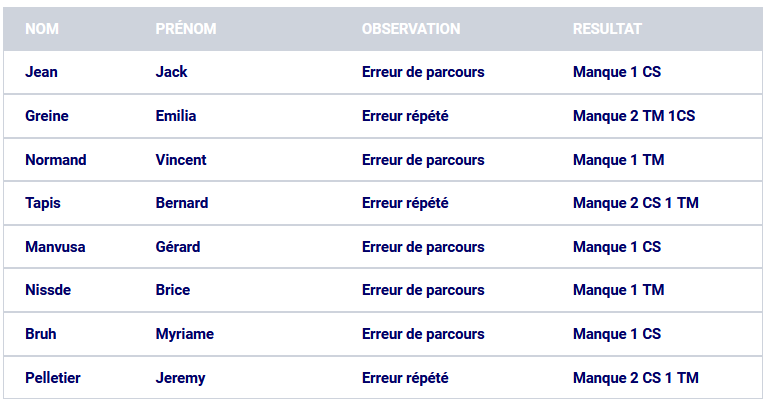 NOM PRÉNOM OBSERVATION RESULTAT
Jean Jack Erreur de parcours Manque 1 CS
Greine Emilia Erreur répété Manque 2 TM 1CS
Normand Vincent Erreur de parcours Manque 1 TM
Tapis Bernard Erreur répété Manque 2 CS 1 TM
Manvusa Gérard Erreur de parcours Manque 1 CS
Nissde Brice Erreur de parcours Manque 1 TM
Bruh Myriame Erreur de parcours Manque 1 CS
Pelletier Jeremy Erreur répété Manque 2 CS 1 TM